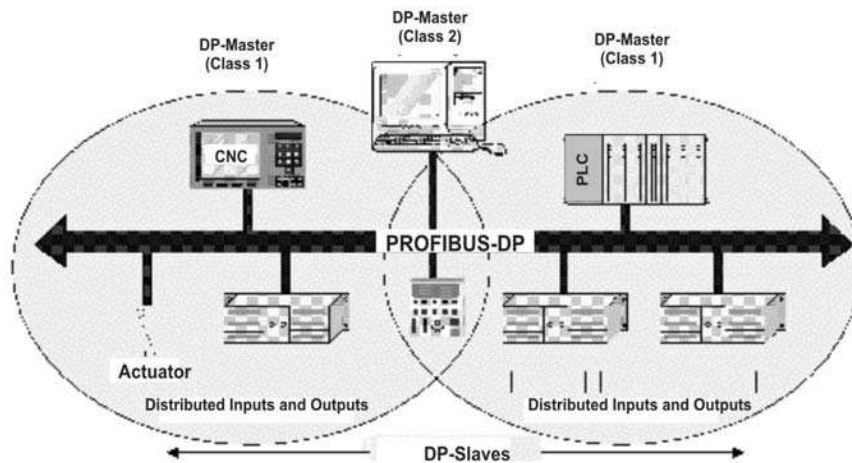 DP-Master
(Class 1)
DP-Master
(Class 2)
DP-Master
(Class 1)
CNC
PLC
PROFIBUS-DP
Actuator
Distributed Inputs and Outputs
Distributed Inputs and Outputs
DP-Slaves